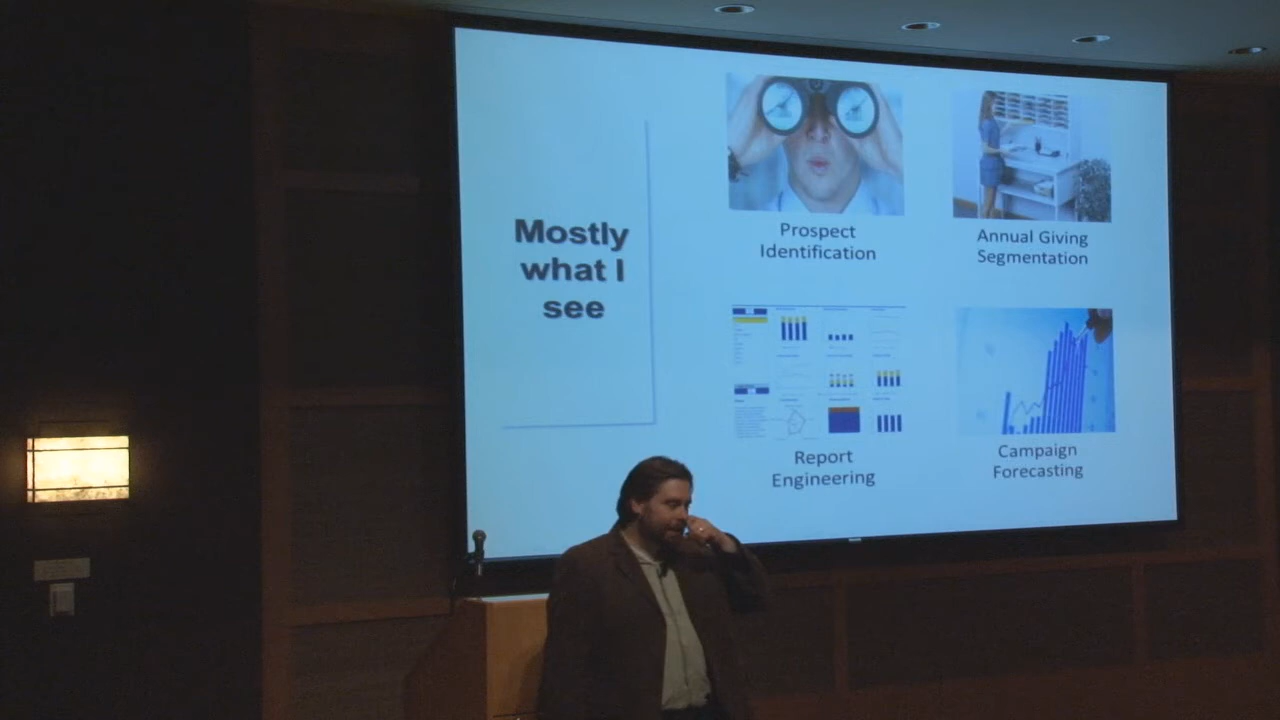 Mostly
what I
see
Prospect
Identification
Annual Giving
Segmentation
Report
Engineering
Campaign
Forecasting